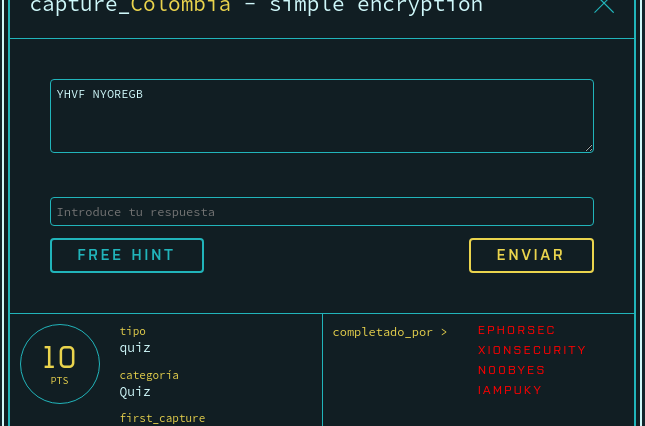 capture_Colombia - simple encryption
YHVF NYOREGB
Introduce tu respuesta
FREE HINT
ENVIAR
10
PTS
tipo
quiz
categoría
Quiz
first_capture
completado_por >
EPHORSEC
XIONSECURITY
NOOBYES
IAMPUKY